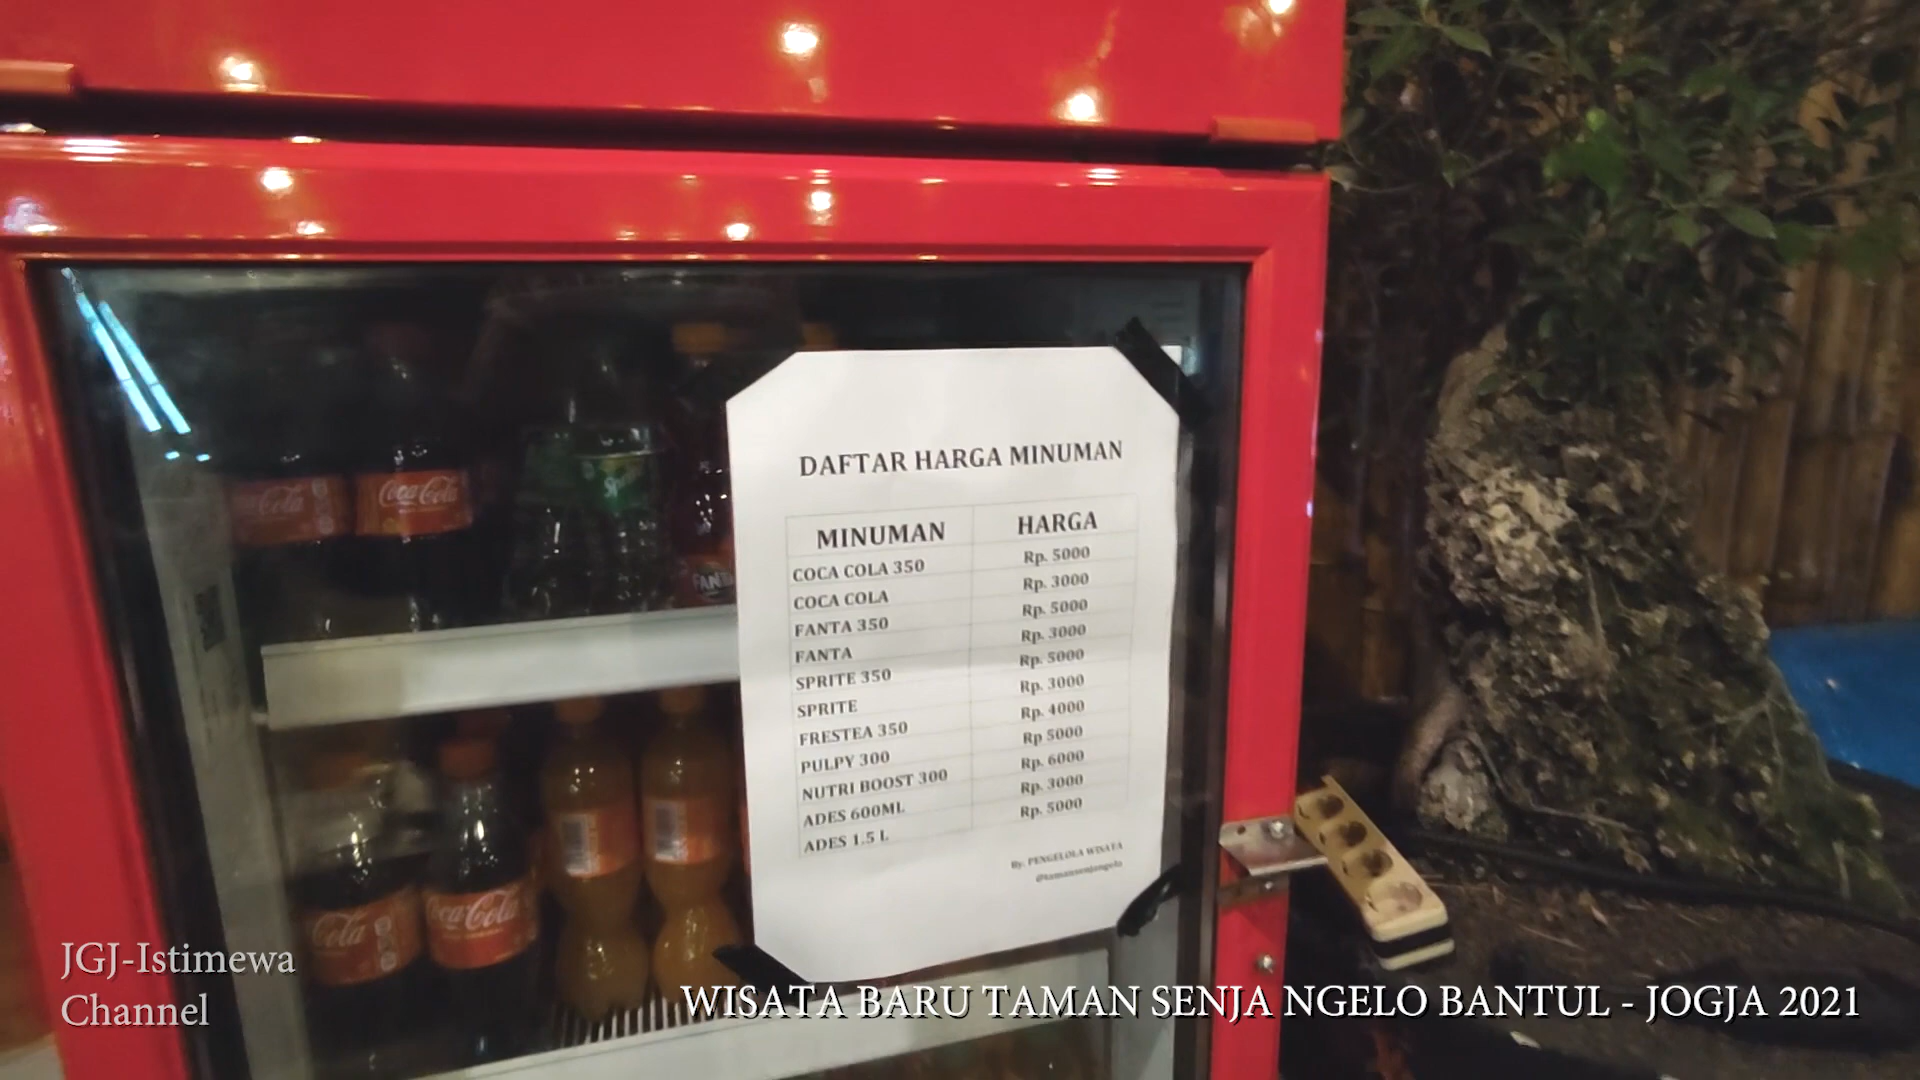 DAFTAR HARGA MINUMAN
MINUMAN HARGA
COCA COLA 350 Rp. 5000
COCA COLA Rp. 3000
FANTA 350 Rp. 5000
FANTA Rp. 3000
SPRITE 350 Rp. 5000
SPRITE Rp. 3000
FRESTEA 350 Rp. 4000
PULPY 300 Rp 5000
NUTRI BOOST 300 Rp. 6000
ADES 600ML Rp. 3000
ADES 1.5 L Rp. 5000
By. PENGELOLA WISATA
@tamansenjangelo
Coca-Cola
Coca-Cola
Sprite
FANTA
Cola
Coca-Cola
JGJ-Istimewa
Channel
WISATA BARU TAMAN SENJA NGELO BANTUL - JOGJA 2021